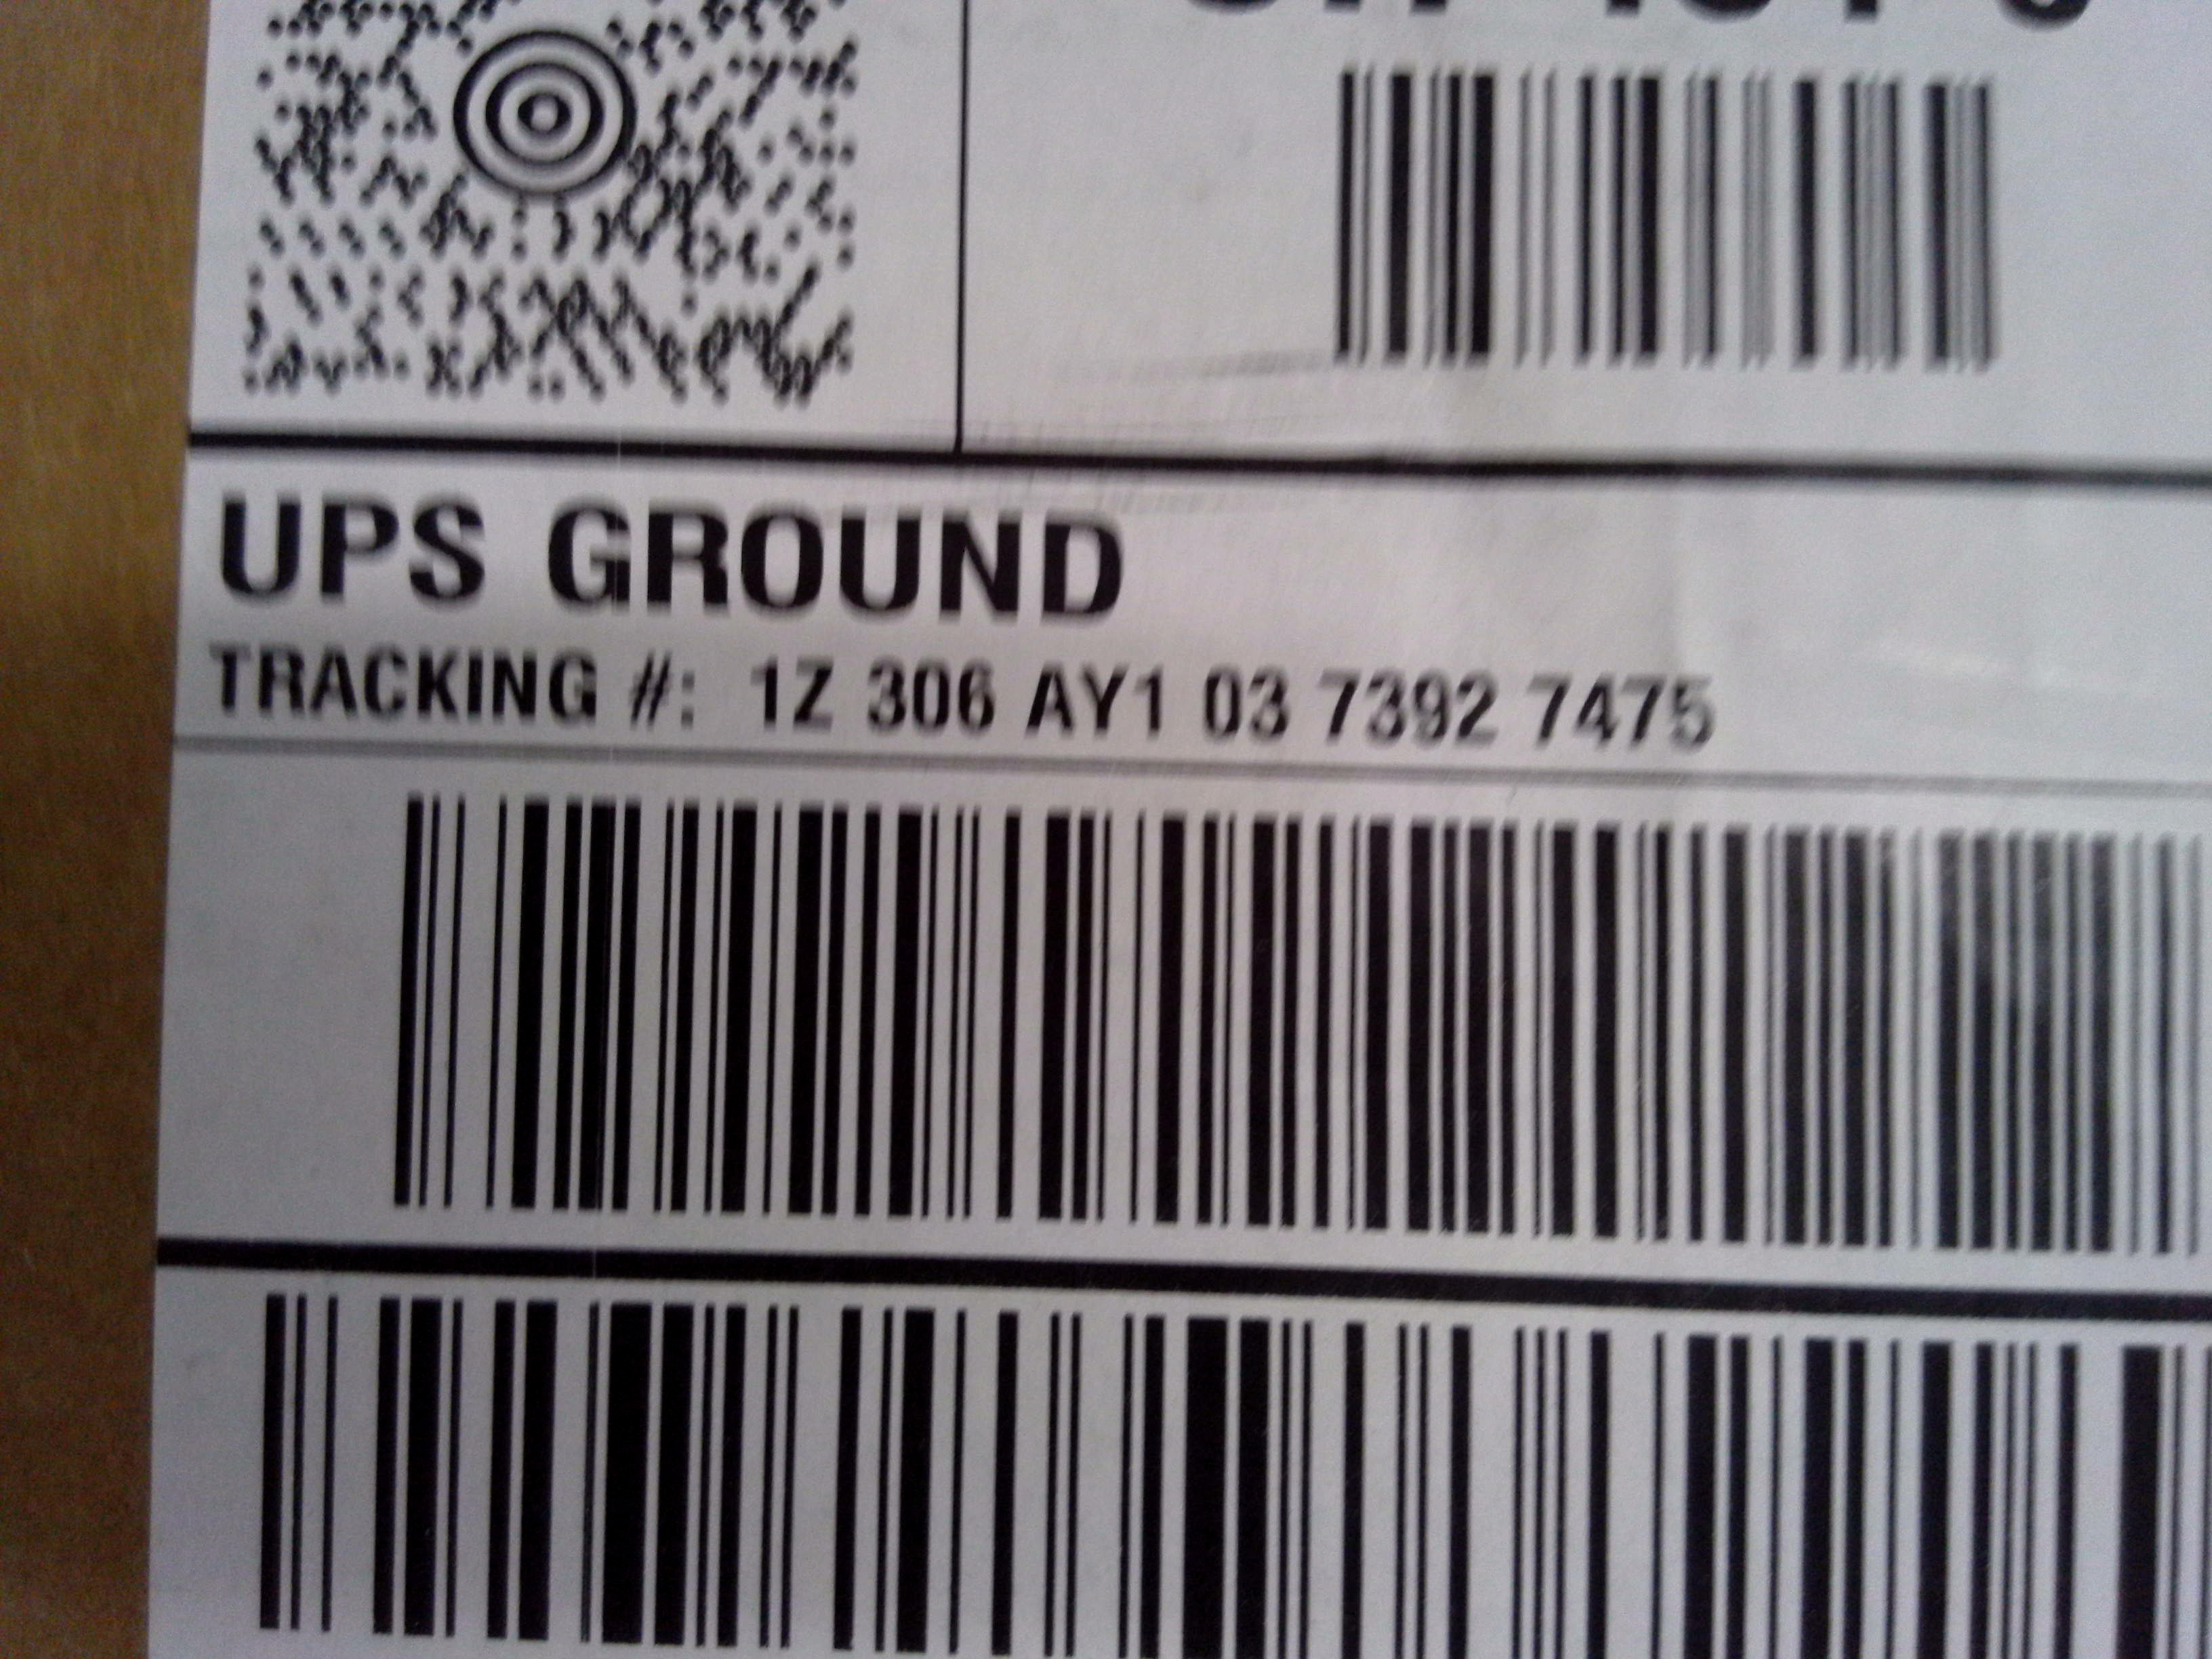 UPS GROUND
TRACKING #: 1Z 306 AY1 03 7392 7475